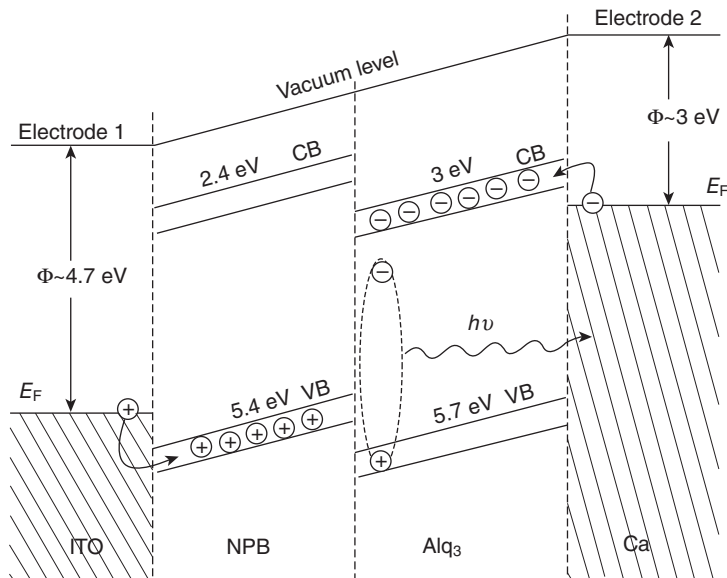 Electrode 2
Vacuum level
Electrode 1
Φ~3 eV
2.4 eV CB
3 eV CB
E_F
Φ~4.7 eV
hυ
E_F
5.4 eV VB
5.7 eV VB
ITO
NPB
Alq₃
Ca